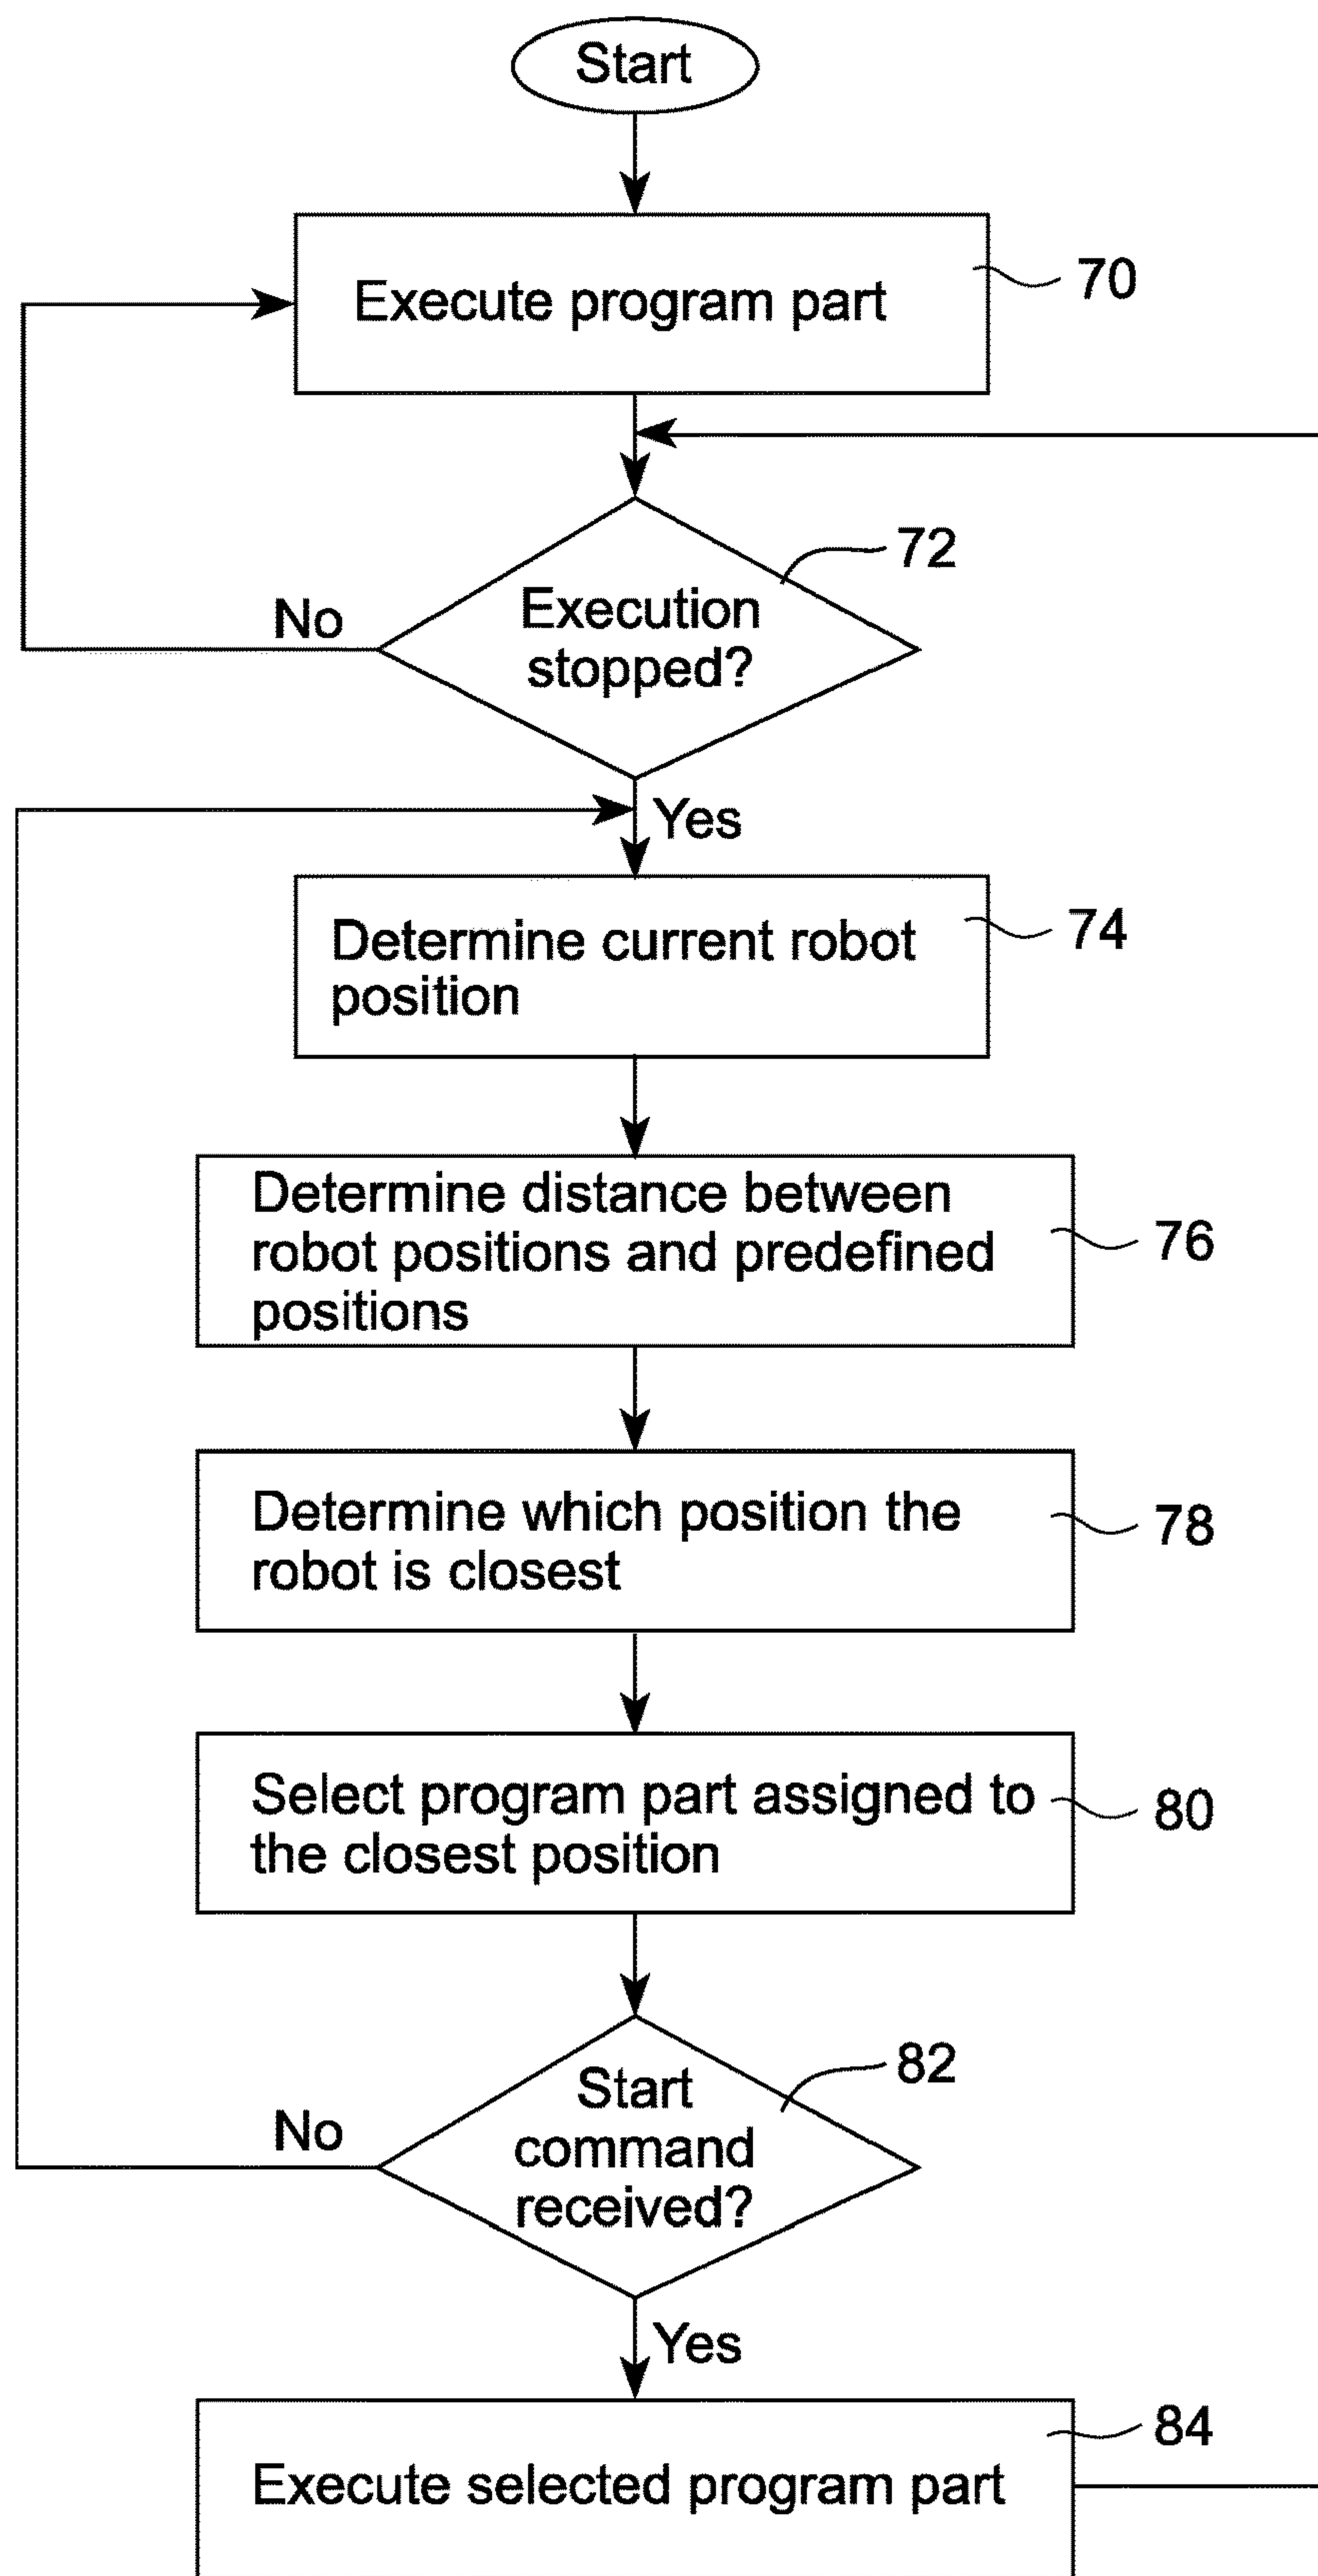 Start
Execute program part
70
72
Execution
stopped?
No
Yes
Determine current robot
position
74
Determine distance between
robot positions and predefined
positions
76
Determine which position the
robot is closest
78
Select program part assigned to
the closest position
80
82
Start
command
received?
No
Yes
84
Execute selected program part